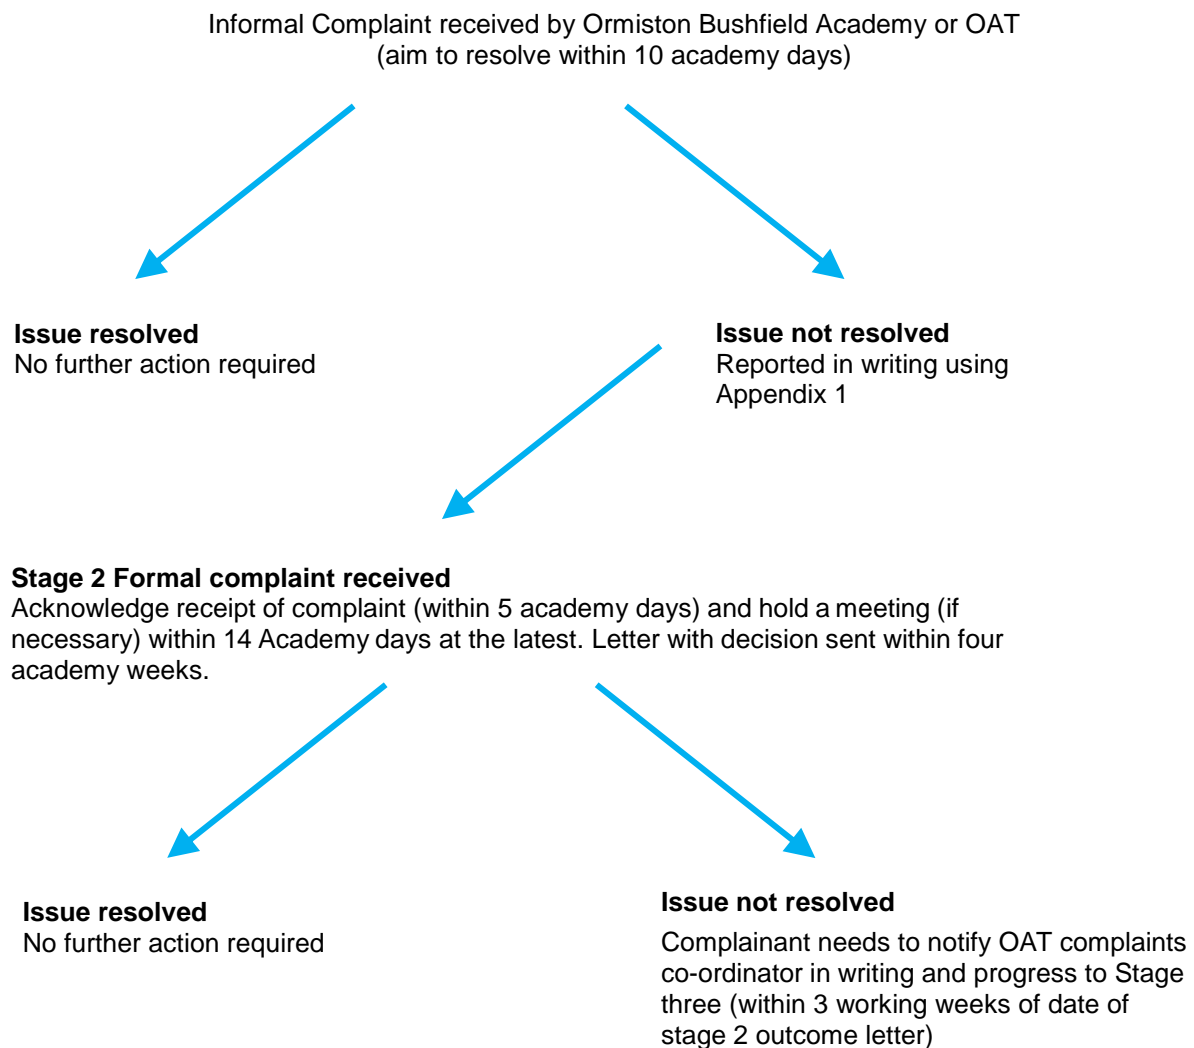 Informal Complaint received by Ormiston Bushfield Academy or OAT
(aim to resolve within 10 academy days)
Issue resolved
No further action required
Issue not resolved
Reported in writing using
Appendix 1
Stage 2 Formal complaint received
Acknowledge receipt of complaint (within 5 academy days) and hold a meeting (if
necessary) within 14 Academy days at the latest. Letter with decision sent within four
academy weeks.
Issue resolved
No further action required
Issue not resolved
Complainant needs to notify OAT complaints
co-ordinator in writing and progress to Stage
three (within 3 working weeks of date of
stage 2 outcome letter)